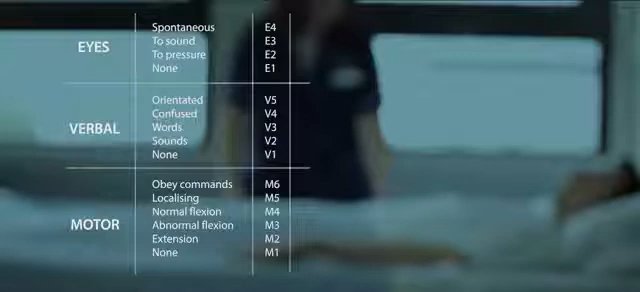 EYES
Spontaneous E4
To sound E3
To pressure E2
None E1
VERBAL
Orientated V5
Confused V4
Words V3
Sounds V2
None V1
MOTOR
Obey commands M6
Localising M5
Normal flexion M4
Abnormal flexion M3
Extension M2
None M1